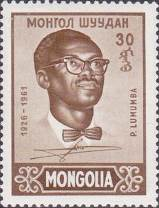 МОНГОЛ ШУУДАН
30
1926 - 1961
P. LUMUMBA
MONGOLIA